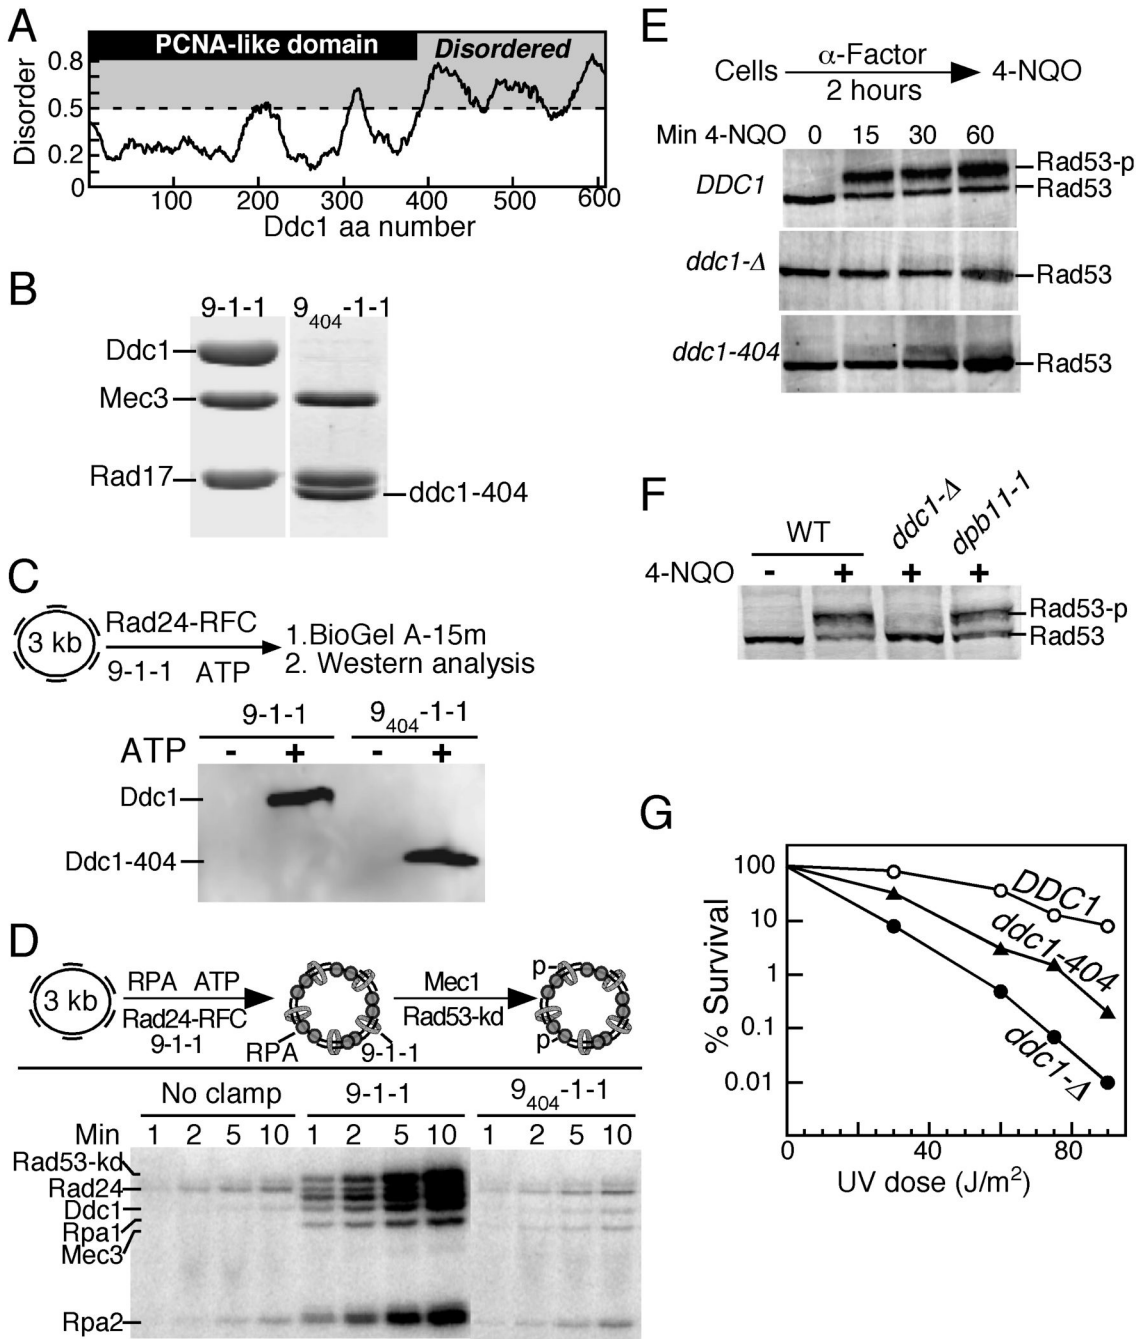 A
PCNA-like domain
Disordered
Disorder
0.8
0.5
0.2
0
100 200 300 400 500 600
Ddc1 aa number
B
9-1-1 9404-1-1
Ddc1
Mec3
Rad17
ddc1-404
C
3 kb
Rad24-RFC
9-1-1 ATP
1.BioGel A-15m
2. Western analysis
9-1-1 9404-1-1
ATP - + - +
Ddc1
Ddc1-404
D
3 kb
RPA ATP
Rad24-RFC
9-1-1
RPA
9-1-1
Mec1
Rad53-kd
p
p
No clamp 9-1-1 9404-1-1
Min 1 2 5 10 1 2 5 10 1 2 5 10
Rad53-kd
Rad24
Ddc1
Rpa1
Mec3
Rpa2
E
Cells α-Factor 4-NQO
2 hours
Min 4-NQO 0 15 30 60
DDC1
Rad53-p
Rad53
ddc1-Δ
Rad53
ddc1-404
Rad53
F
WT ddc1-Δ dpb11-1
4-NQO - + + +
Rad53-p
Rad53
G
% Survival
100
10
1
0.1
0.01
DDC1
ddc1-404
ddc1-Δ
0 40 80
UV dose (J/m²)